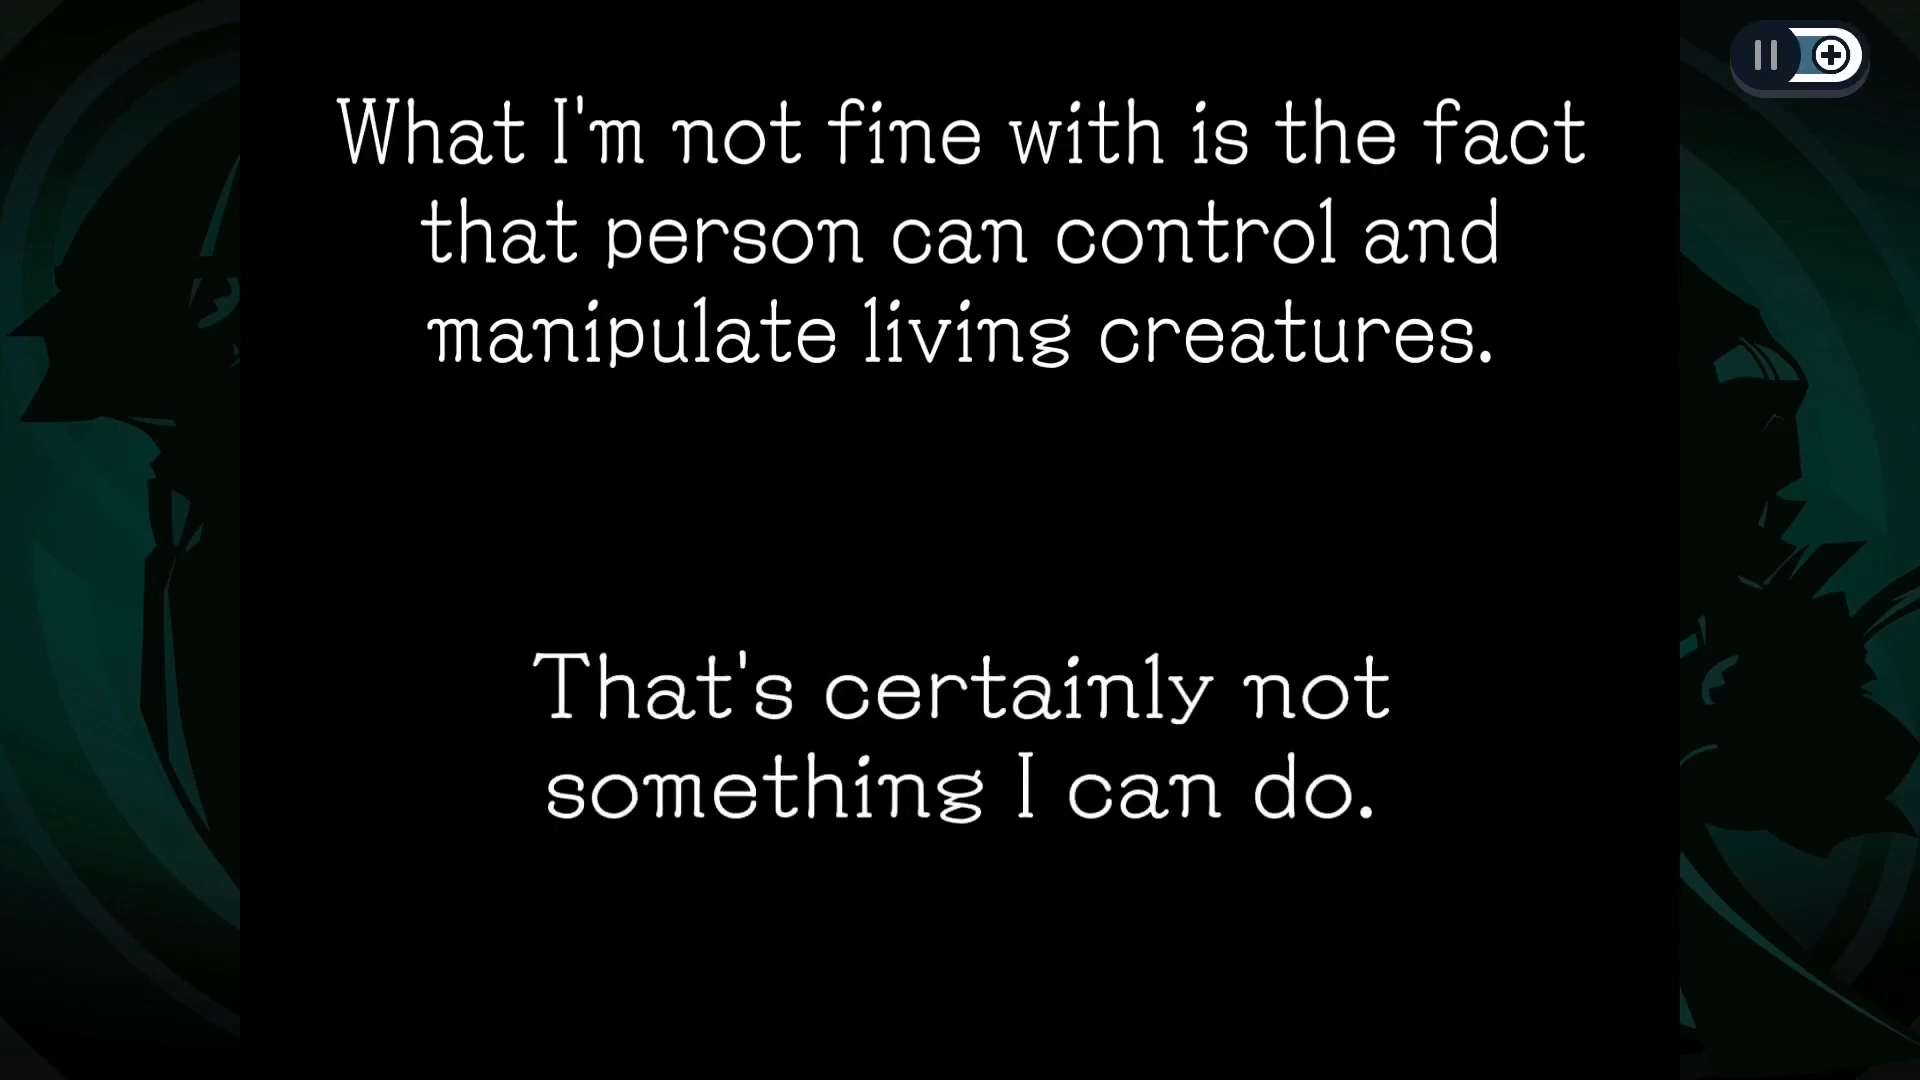 What I'm not fine with is the fact
that person can control and
manipulate living creatures.
That's certainly not
something I can do.